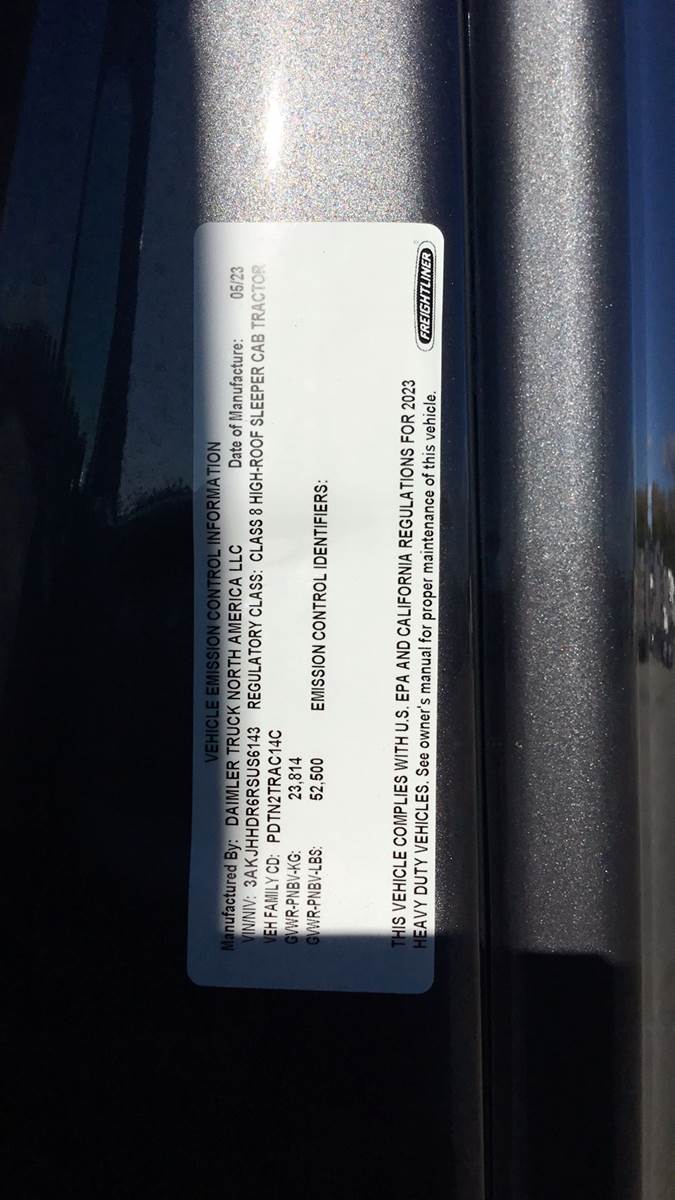 VEHICLE EMISSION CONTROL INFORMATION
Manufactured By: DAIMLER TRUCK NORTH AMERICA LLC Date of Manufacture: 05/23
VIN/NIV: 3AKJHHDR6RSUS6143 REGULATORY CLASS: CLASS 8 HIGH-ROOF SLEEPER CAB TRACTOR
VEH FAMILY CD: PDTN2TRAC14C
GVWR-PNBV-KG: 23,814
GVWR-PNBV-LBS: 52,500 EMISSION CONTROL IDENTIFIERS:
THIS VEHICLE COMPLIES WITH U.S. EPA AND CALIFORNIA REGULATIONS FOR 2023
HEAVY DUTY VEHICLES. See owner's manual for proper maintenance of this vehicle.
FREIGHTLINER